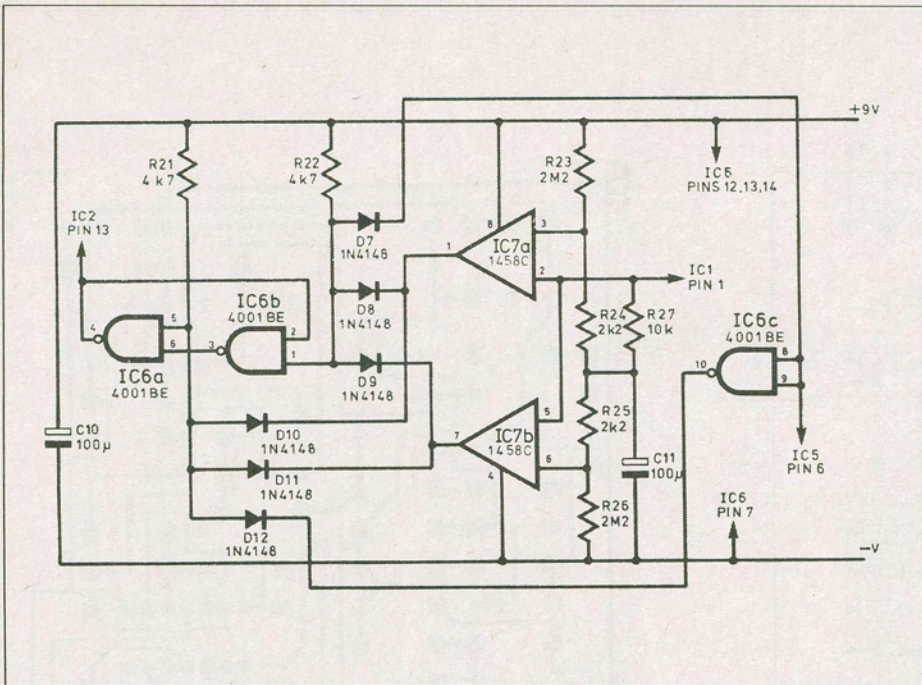 +9V
R21
4k7
R22
4k7
R23
2M2
IC6
PINS 12,13,14
IC2
PIN 13
D7
1N4148
8
3
IC7a
1458C
1
2
IC1
PIN 1
D8
1N4148
R24
2k2
R27
10k
IC6b
4001BE
2
3
1
4
5
6
IC6a
4001BE
D9
1N4148
IC6c
4001BE
8
10
9
C10
100µ
D10
1N4148
5
IC7b
1458C
7
6
4
R25
2k2
C11
100µ
IC5
PIN 6
D11
1N4148
R26
2M2
IC6
PIN 7
D12
1N4148
–V